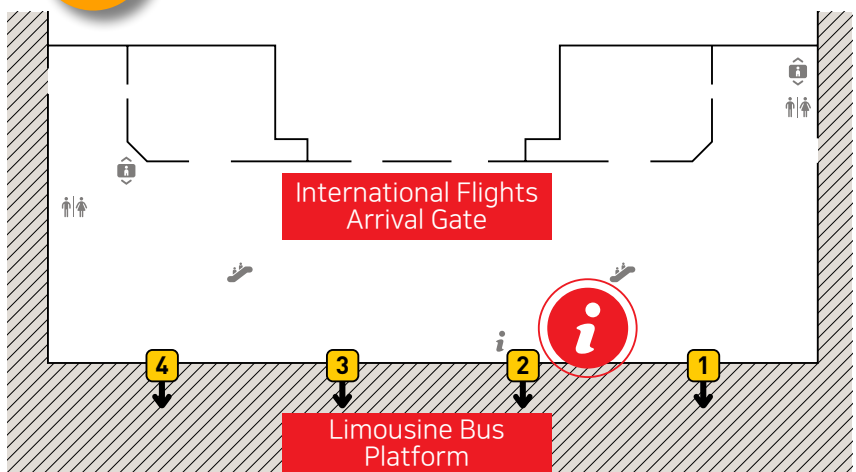 International Flights
Arrival Gate
i
i
4
3
2
1
Limousine Bus
Platform